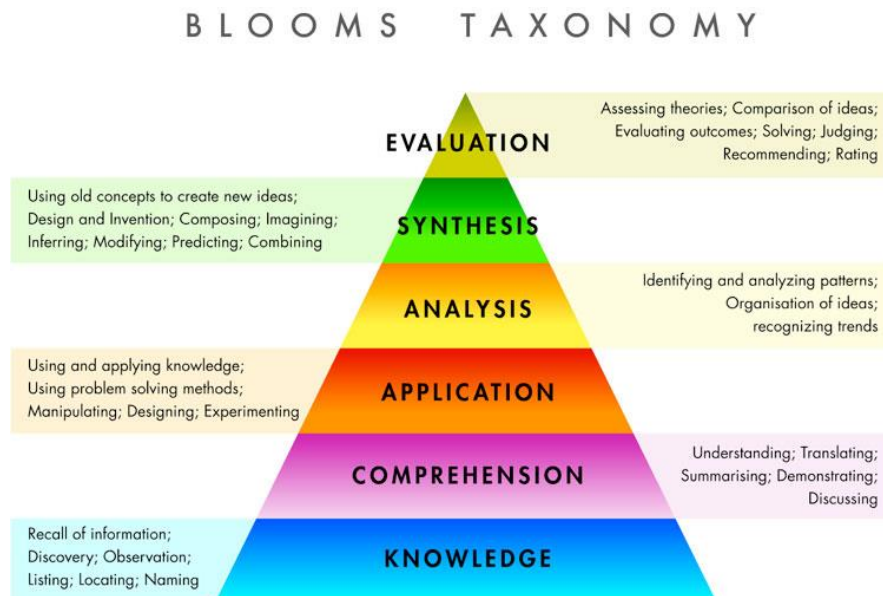 BLOOMS TAXONOMY
EVALUATION
Assessing theories; Comparison of ideas;
Evaluating outcomes; Solving; Judging;
Recommending; Rating
Using old concepts to create new ideas;
Design and Invention; Composing; Imagining;
Inferring; Modifying; Predicting; Combining
SYNTHESIS
ANALYSIS
Identifying and analyzing patterns;
Organisation of ideas;
recognizing trends
Using and applying knowledge;
Using problem solving methods;
Manipulating; Designing; Experimenting
APPLICATION
COMPREHENSION
Understanding; Translating;
Summarising; Demonstrating;
Discussing
Recall of information;
Discovery; Observation;
Listing; Locating; Naming
KNOWLEDGE